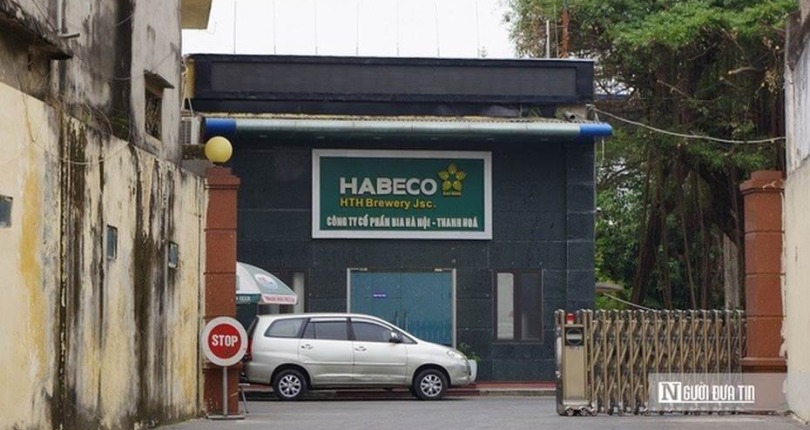 HABECO
HTH Brewery Jsc.
CÔNG TY CỔ PHẦN BIA HÀ NỘI - THANH HOÁ
STOP
NGƯỜI ĐƯA TIN